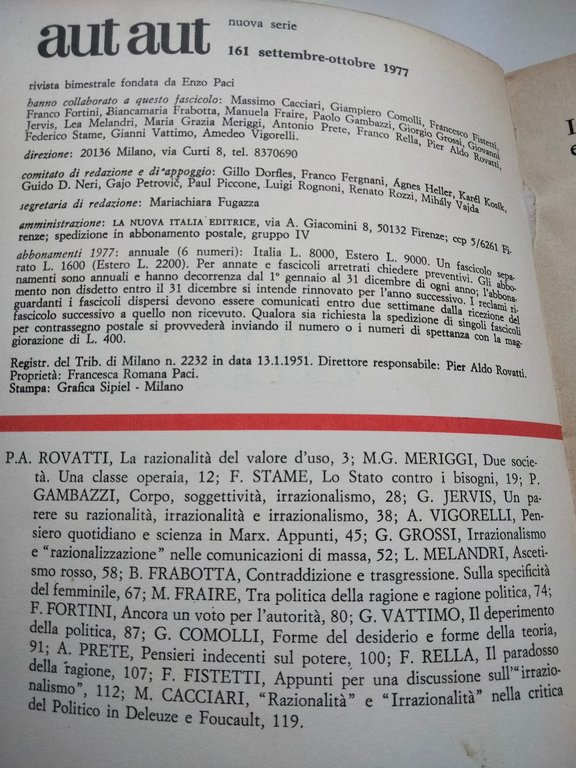 aut aut
nuova serie
161 settembre-ottobre 1977
rivista bimestrale fondata da Enzo Paci
hanno collaborato a questo fascicolo: Massimo Cacciari, Giampiero Comolli, Francesco Fistetti,
Franco Fortini, Biancamaria Frabotta, Manuela Fraire, Paolo Gambazzi, Giorgio Grossi, Giovanni
Jervis, Lea Melandri, Maria Grazia Meriggi, Antonio Prete, Franco Rella, Pier Aldo Rovatti,
Federico Stame, Gianni Vattimo, Amedeo Vigorelli.
direzione: 20136 Milano, via Curti 8, tel. 8370690
comitato di redazione e di appoggio: Gillo Dorfles, Franco Fergnani, Ágnes Heller, Karel Kosík,
Guido D. Neri, Gajo Petrović, Paul Piccone, Luigi Rognoni, Renato Rozzi, Mihály Vajda
segretaria di redazione: Mariachiara Fugazza
amministrazione: LA NUOVA ITALIA EDITRICE, via A. Giacomini 8, 50132 Firenze; ccp 5/6261 Fi-
renze; spedizione in abbonamento postale, gruppo IV
abbonamenti 1977: annuale (6 numeri): Italia L. 8000, Estero L. 9000. Un fascicolo sepa-
rato L. 1600 (Estero L. 2200). Per annate e fascicoli arretrati chiedere preventivi. Gli abbo-
namenti sono annuali e hanno decorrenza dal 1° gennaio al 31 dicembre di ogni anno; l'abbona-
mento non disdetto entro il 31 dicembre si intende rinnovato per l'anno successivo. I reclami ri-
guardanti i fascicoli dispersi devono essere comunicati entro due settimane dalla ricezione del
fascicolo successivo a quello non ricevuto. Qualora sia richiesta la spedizione di singoli fascicoli
per contrassegno postale si provvederà inviando il numero o i numeri di spettanza con la mag-
giorazione di L. 400.
Registr. del Trib. di Milano n. 2232 in data 13.1.1951. Direttore responsabile: Pier Aldo Rovatti.
Proprietà: Francesca Romana Paci.
Stampa: Grafica Sipiel - Milano
P.A. ROVATTI, La razionalità del valore d'uso, 3; M.G. MERIGGI, Due socie-
tà. Una classe operaia, 12; F. STAME, Lo Stato contro i bisogni, 19; P.
GAMBAZZI, Corpo, soggettività, irrazionalismo, 28; G. JERVIS, Un pa-
rere su razionalità, irrazionalità e irrazionalismo, 38; A. VIGORELLI, Pen-
siero quotidiano e scienza in Marx. Appunti, 45; G. GROSSI, Irrazionalismo
e "razionalizzazione" nelle comunicazioni di massa, 52; L. MELANDRI, Asceti-
smo rosso, 58; B. FRABOTTA, Contraddizione e trasgressione. Sulla specificità
del femminile, 67; M. FRAIRE, Tra politica della ragione e ragione politica, 74;
F. FORTINI, Ancora un voto per l'autorità, 80; G. VATTIMO, Il deperimento
della politica, 87; G. COMOLLI, Forme del desiderio e forme della teoria,
91; A. PRETE, Pensieri indecenti sul potere, 100; F. RELLA, Il paradosso
della ragione, 107; F. FISTETTI, Appunti per una discussione sull'"irrazio-
nalismo", 112; M. CACCIARI, "Razionalità" e "Irrazionalità" nella critica
del Politico in Deleuze e Foucault, 119.